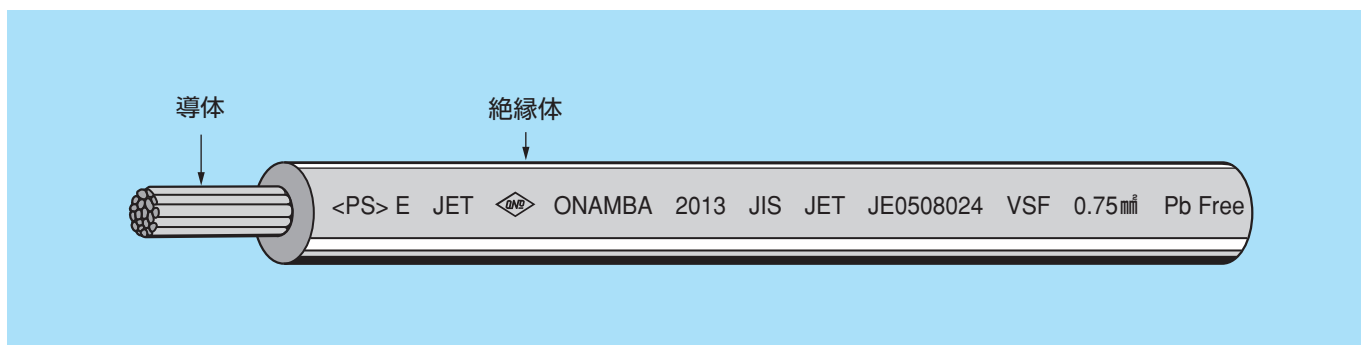 導体
絶縁体
<PS> E JET ONAMBA 2013 JIS JET JE0508024 VSF 0.75㎟ Pb Free